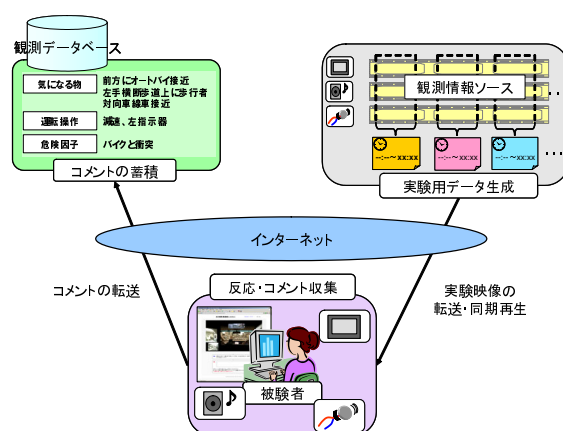 観測データベース
気になる物
前方にオートバイ接近
左手横断歩道上に歩行者
対向車線車接近
運転操作
減速、左指示器
危険因子
バイクと衝突
コメントの蓄積
観測情報ソース
...
--:--~xx:xx
--:--~xx:xx
--:--~xx:xx
...
実験用データ生成
インターネット
コメントの転送
反応・コメント収集
実験映像の
転送・同期再生
被験者